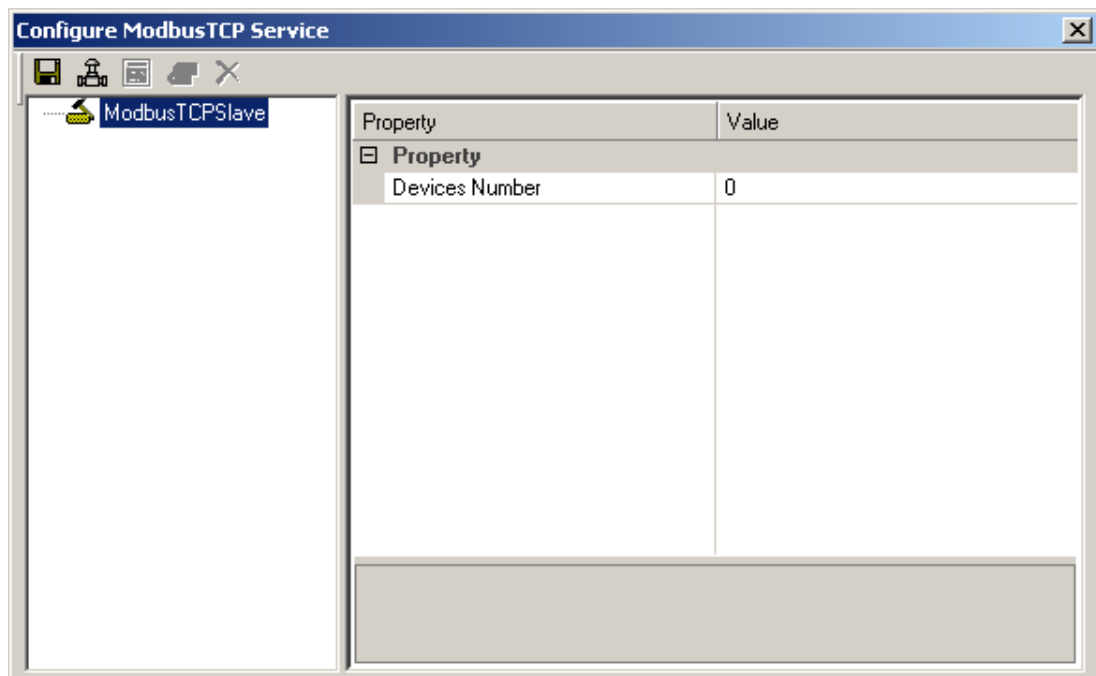 Configure ModbusTCP Service
ModbusTCPSlave
Property Value
Property
Devices Number 0